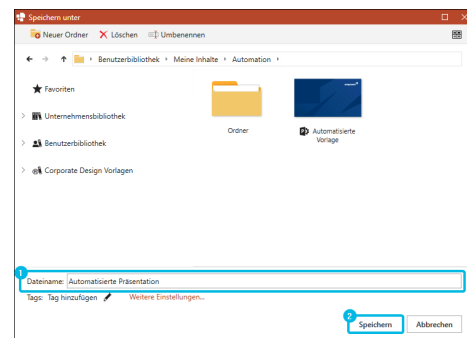 Speichern unter
Neuer Ordner Löschen Umbenennen
Benutzerbibliothek Meine Inhalte Automation
Favoriten
Unternehmensbibliothek
Benutzerbibliothek
Corporate Design Vorlagen
Ordner
Automatisierte
Vorlage
1
Dateiname: Automatisierte Präsentation
Tags: Tag hinzufügen Weitere Einstellungen...
2
Speichern Abbrechen